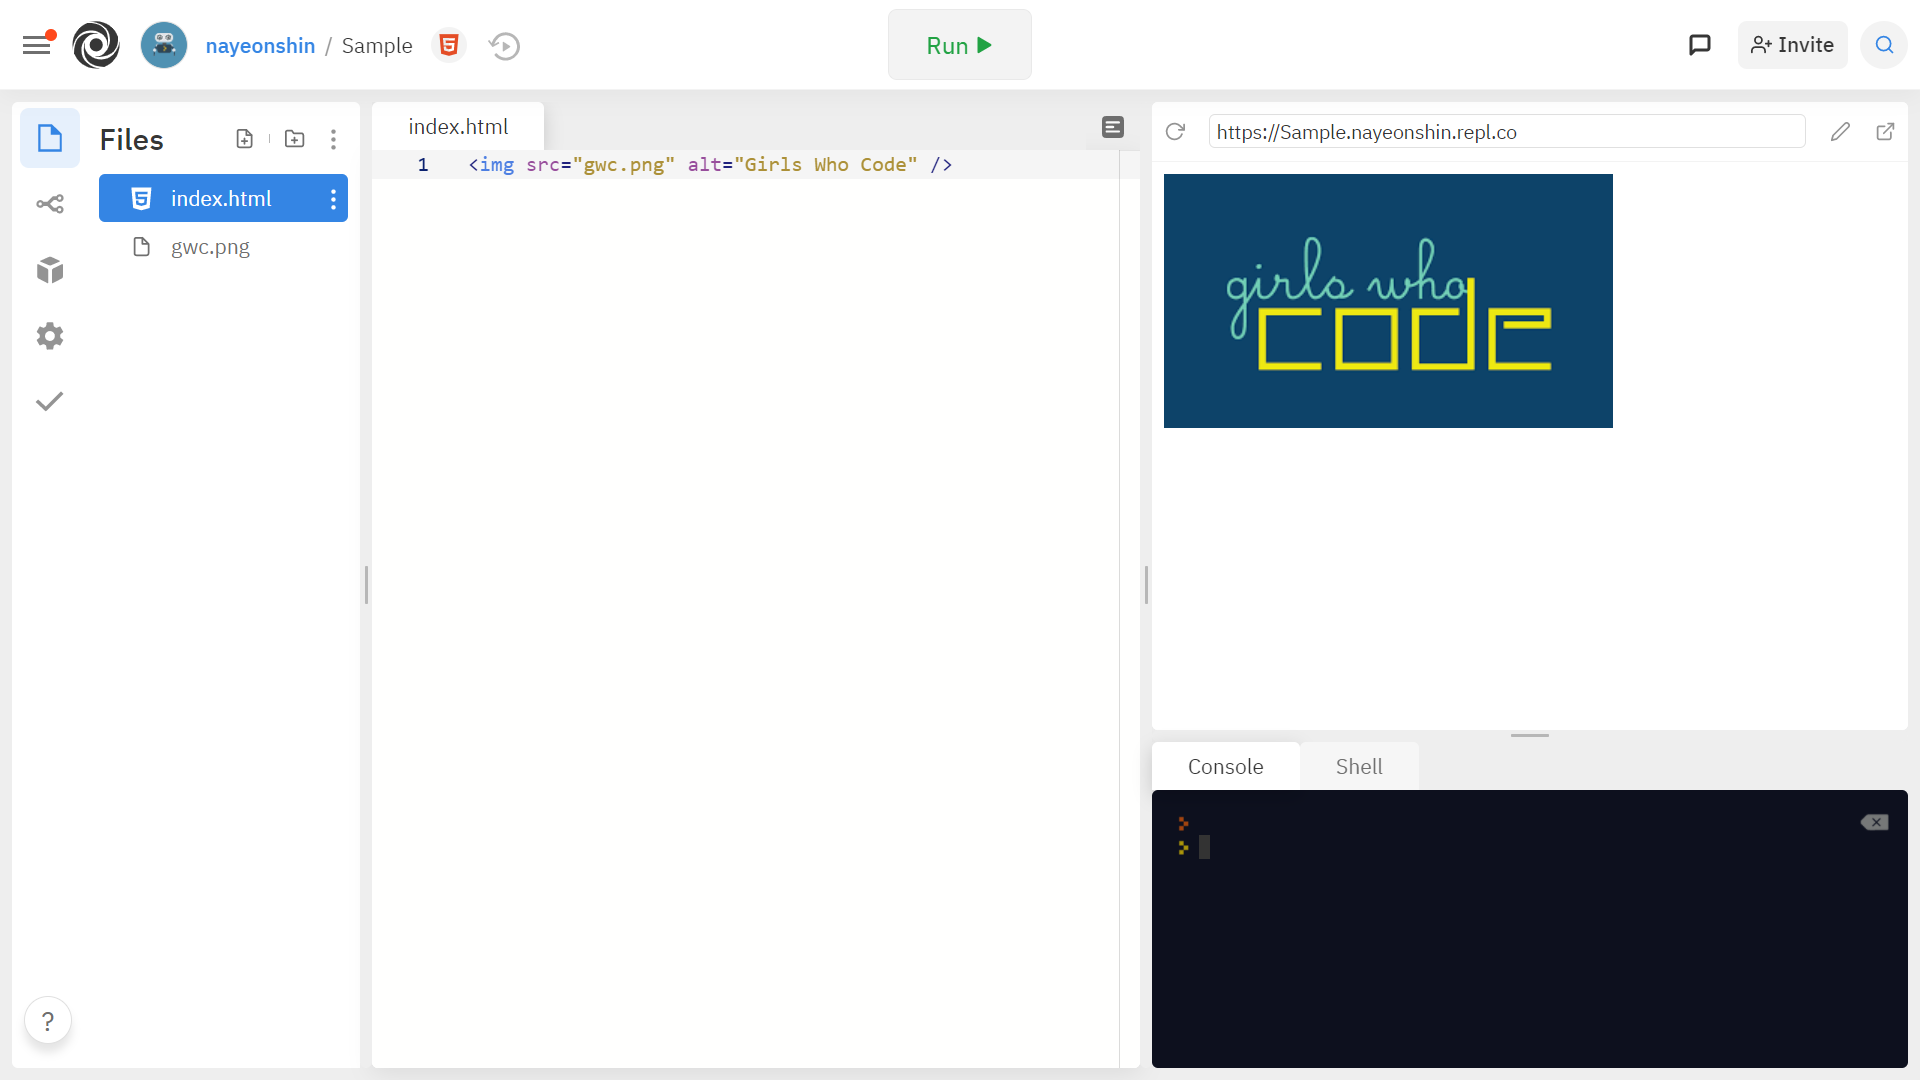 nayeonshin / Sample
Run
Invite
Files
index.html
gwc.png
index.html
1 <img src="gwc.png" alt="Girls Who Code" />
https://Sample.nayeonshin.repl.co
girls who
code
Console
Shell
?